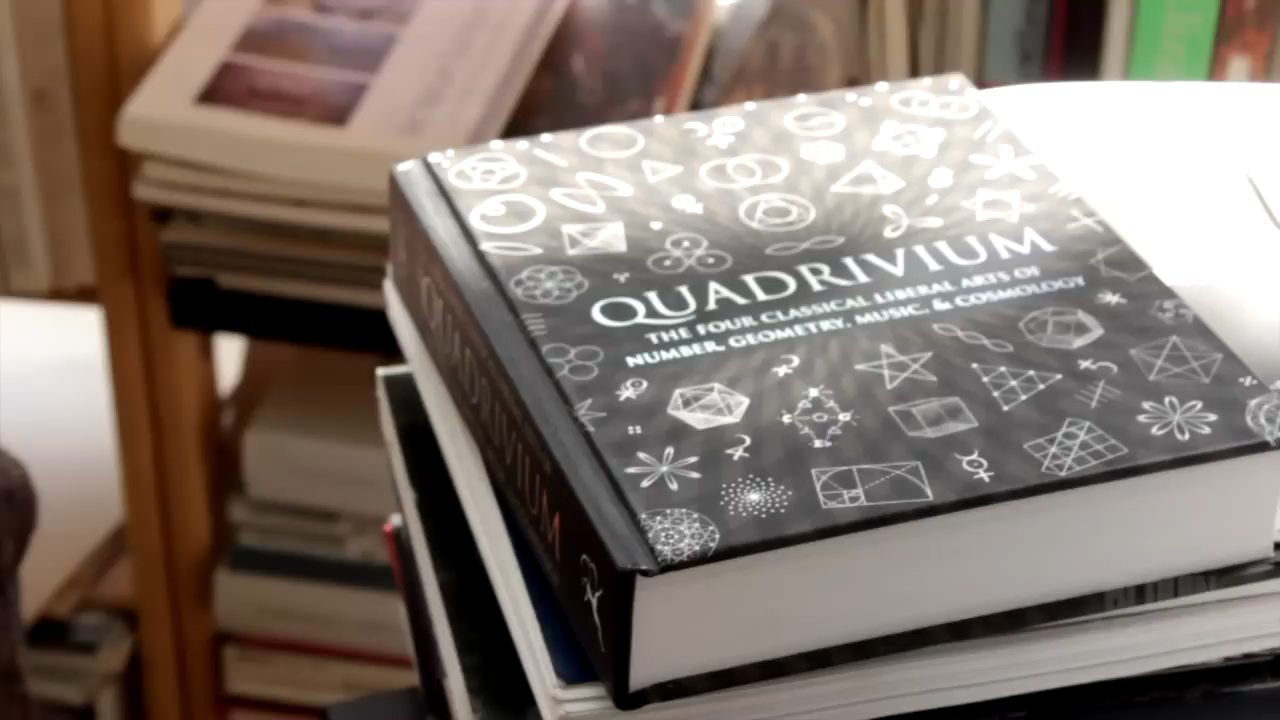 QUADRIVIUM
THE FOUR CLASSICAL LIBERAL ARTS OF
NUMBER, GEOMETRY, MUSIC, & COSMOLOGY
QUADRIVIUM